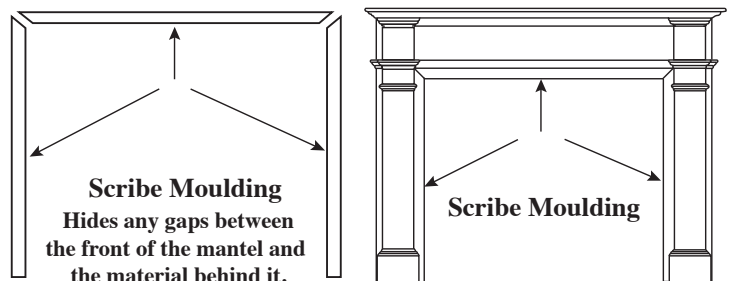 Scribe Moulding
Hides any gaps between
the front of the mantel and
the material behind it.
Scribe Moulding